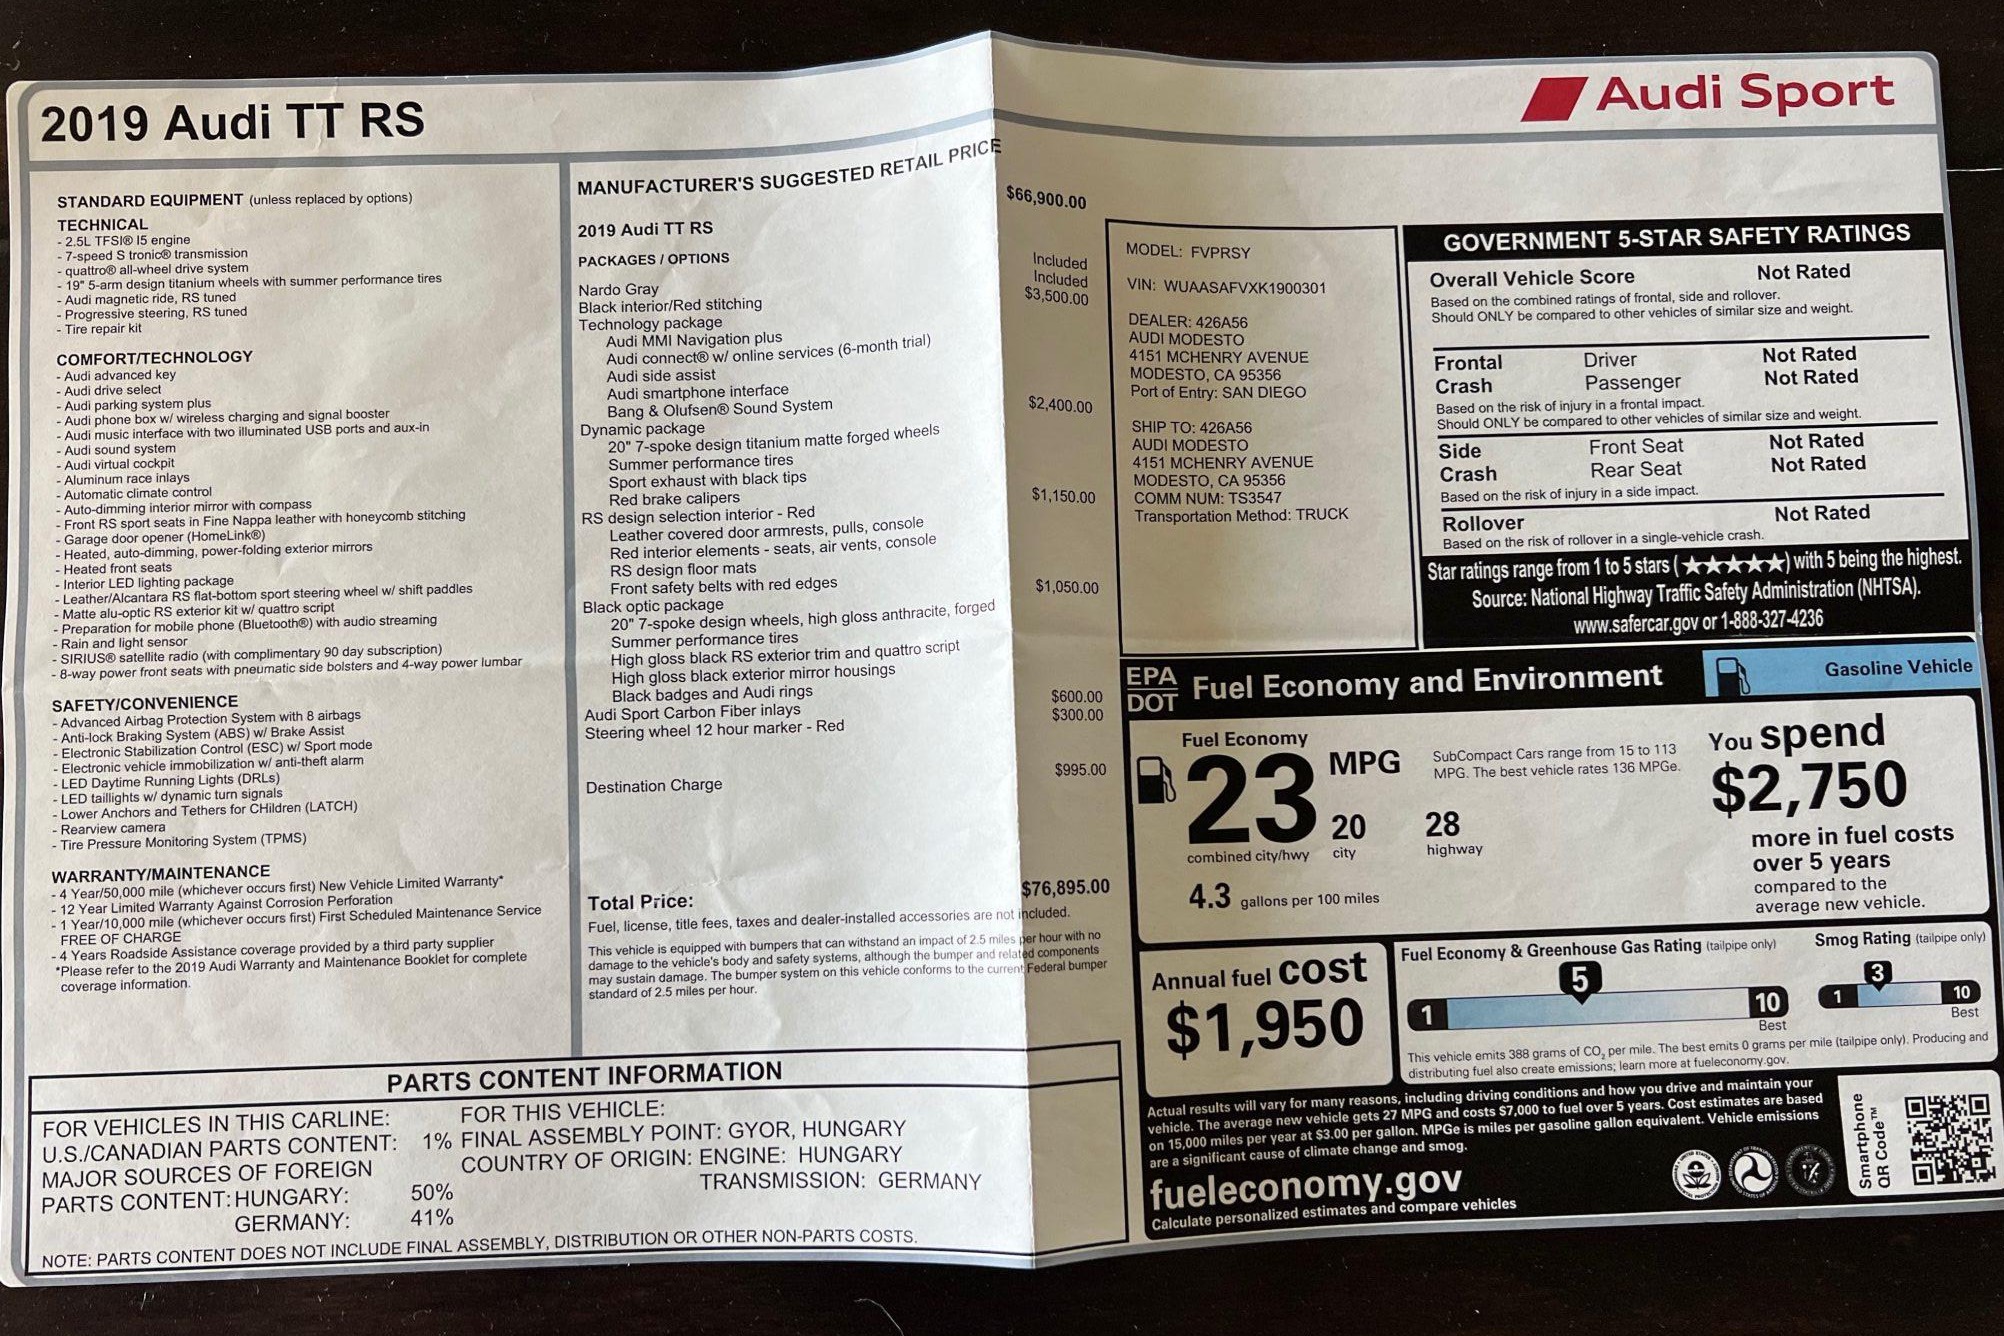 2019 Audi TT RS
Audi Sport
STANDARD EQUIPMENT (unless replaced by options)
TECHNICAL
- 2.5L TFSI® I5 engine
- 7-speed S tronic® transmission
- quattro® all-wheel drive system
- 19" 5-arm design titanium wheels with summer performance tires
- Audi magnetic ride, RS tuned
- Progressive steering, RS tuned
- Tire repair kit
COMFORT/TECHNOLOGY
- Audi advanced key
- Audi drive select
- Audi parking system plus
- Audi phone box w/ wireless charging and signal booster
- Audi music interface with two illuminated USB ports and aux-in
- Audi sound system
- Audi virtual cockpit
- Aluminum race inlays
- Automatic climate control
- Auto-dimming interior mirror with compass
- Front RS sport seats in Fine Nappa leather with honeycomb stitching
- Garage door opener (HomeLink®)
- Heated, auto-dimming, power-folding exterior mirrors
- Heated front seats
- Interior LED lighting package
- Leather/Alcantara RS flat-bottom sport steering wheel w/ shift paddles
- Matte alu-optic RS exterior kit w/ quattro script
- Preparation for mobile phone (Bluetooth®) with audio streaming
- Rain and light sensor
- SIRIUS® satellite radio (with complimentary 90 day subscription)
- 8-way power front seats with pneumatic side bolsters and 4-way power lumbar
SAFETY/CONVENIENCE
- Advanced Airbag Protection System with 8 airbags
- Anti-lock Braking System (ABS) w/ Brake Assist
- Electronic Stabilization Control (ESC) w/ Sport mode
- Electronic vehicle immobilization w/ anti-theft alarm
- LED Daytime Running Lights (DRLs)
- LED taillights w/ dynamic turn signals
- Lower Anchors and Tethers for CHildren (LATCH)
- Rearview camera
- Tire Pressure Monitoring System (TPMS)
WARRANTY/MAINTENANCE
- 4 Year/50,000 mile (whichever occurs first) New Vehicle Limited Warranty*
- 12 Year Limited Warranty Against Corrosion Perforation
- 1 Year/10,000 mile (whichever occurs first) First Scheduled Maintenance Service
FREE OF CHARGE
- 4 Years Roadside Assistance coverage provided by a third party supplier
*Please refer to the 2019 Audi Warranty and Maintenance Booklet for complete
coverage information.
MANUFACTURER'S SUGGESTED RETAIL PRICE
2019 Audi TT RS $66,900.00
PACKAGES / OPTIONS
Nardo Gray Included
Black interior/Red stitching Included
Technology package $3,500.00
Audi MMI Navigation plus
Audi connect® w/ online services (6-month trial)
Audi side assist
Audi smartphone interface
Bang & Olufsen® Sound System
Dynamic package $2,400.00
20" 7-spoke design titanium matte forged wheels
Summer performance tires
Sport exhaust with black tips
Red brake calipers
RS design selection interior - Red $1,150.00
Leather covered door armrests, pulls, console
Red interior elements - seats, air vents, console
RS design floor mats
Front safety belts with red edges
Black optic package $1,050.00
20" 7-spoke design wheels, high gloss anthracite, forged
Summer performance tires
High gloss black RS exterior trim and quattro script
High gloss black exterior mirror housings
Black badges and Audi rings
Audi Sport Carbon Fiber inlays $600.00
Steering wheel 12 hour marker - Red $300.00
Destination Charge $995.00
Total Price: $76,895.00
Fuel, license, title fees, taxes and dealer-installed accessories are not included.
This vehicle is equipped with bumpers that can withstand an impact of 2.5 miles per hour with no
damage to the vehicle's body and safety systems, although the bumper and related components
may sustain damage. The bumper system on this vehicle conforms to the current Federal bumper
standard of 2.5 miles per hour.
MODEL: FVPRSY
VIN: WUAASAFVXK1900301
DEALER: 426A56
AUDI MODESTO
4151 MCHENRY AVENUE
MODESTO, CA 95356
Port of Entry: SAN DIEGO
SHIP TO: 426A56
AUDI MODESTO
4151 MCHENRY AVENUE
MODESTO, CA 95356
COMM NUM: TS3547
Transportation Method: TRUCK
GOVERNMENT 5-STAR SAFETY RATINGS
Overall Vehicle Score Not Rated
Based on the combined ratings of frontal, side and rollover.
Should ONLY be compared to other vehicles of similar size and weight.
Frontal Driver Not Rated
Crash Passenger Not Rated
Based on the risk of injury in a frontal impact.
Should ONLY be compared to other vehicles of similar size and weight.
Side Front Seat Not Rated
Crash Rear Seat Not Rated
Based on the risk of injury in a side impact.
Rollover Not Rated
Based on the risk of rollover in a single-vehicle crash.
Star ratings range from 1 to 5 stars (★★★★★) with 5 being the highest.
Source: National Highway Traffic Safety Administration (NHTSA).
www.safercar.gov or 1-888-327-4236
EPA
DOT
Fuel Economy and Environment
Gasoline Vehicle
Fuel Economy
23 MPG
combined city/hwy
20
city
28
highway
4.3 gallons per 100 miles
SubCompact Cars range from 15 to 113
MPG. The best vehicle rates 136 MPGe.
You spend
$2,750
more in fuel costs
over 5 years
compared to the
average new vehicle.
Annual fuel cost
$1,950
Fuel Economy & Greenhouse Gas Rating (tailpipe only)
5
1 10
Best
Smog Rating (tailpipe only)
3
1 10
Best
This vehicle emits 388 grams of CO₂ per mile. The best emits 0 grams per mile (tailpipe only). Producing and
distributing fuel also create emissions; learn more at fueleconomy.gov.
Actual results will vary for many reasons, including driving conditions and how you drive and maintain your
vehicle. The average new vehicle gets 27 MPG and costs $7,000 to fuel over 5 years. Cost estimates are based
on 15,000 miles per year at $3.00 per gallon. MPGe is miles per gasoline gallon equivalent. Vehicle emissions
are a significant cause of climate change and smog.
fueleconomy.gov
Calculate personalized estimates and compare vehicles
Smartphone
QR Code™
PARTS CONTENT INFORMATION
FOR VEHICLES IN THIS CARLINE:
U.S./CANADIAN PARTS CONTENT: 1%
MAJOR SOURCES OF FOREIGN
PARTS CONTENT: HUNGARY: 50%
GERMANY: 41%
FOR THIS VEHICLE:
FINAL ASSEMBLY POINT: GYOR, HUNGARY
COUNTRY OF ORIGIN: ENGINE: HUNGARY
TRANSMISSION: GERMANY
NOTE: PARTS CONTENT DOES NOT INCLUDE FINAL ASSEMBLY, DISTRIBUTION OR OTHER NON-PARTS COSTS.